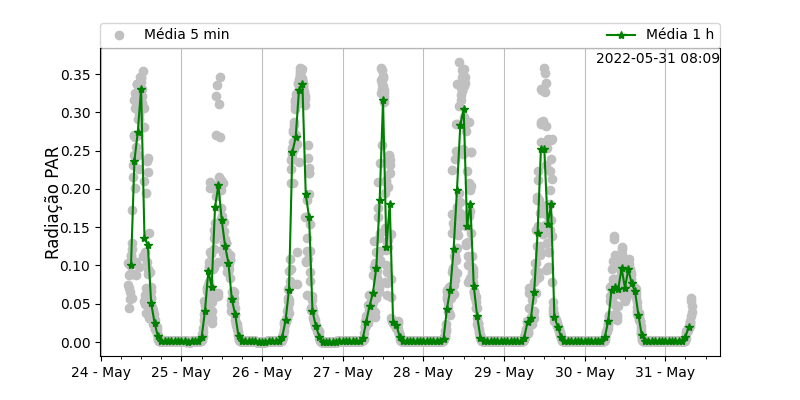 Média 5 min
Média 1 h
2022-05-31 08:09
Radiação PAR
0.35
0.30
0.25
0.20
0.15
0.10
0.05
0.00
24 - May
25 - May
26 - May
27 - May
28 - May
29 - May
30 - May
31 - May